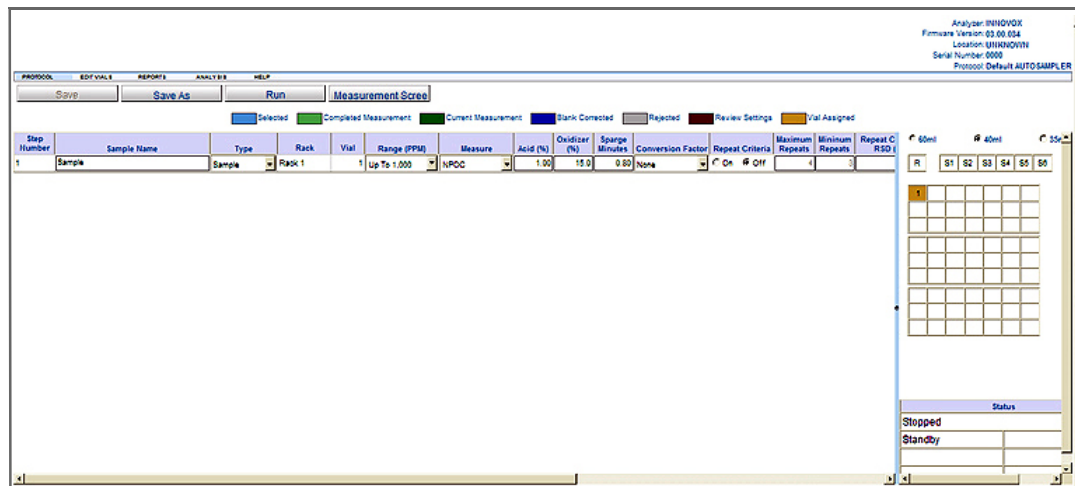 Analyzer: INNOVOX
Firmware Version: 03.00.034
Location: UNKNOWN
Serial Number: 0000
Protocol: Default AUTOSAMPLER
PROTOCOL EDIT VIALS REPORTS ANALYSIS HELP
Save Save As Run Measurement Scree
Selected Completed Measurement Current Measurement Blank Corrected Rejected Review Settings Vial Assigned
Step Number Sample Name Type Rack Vial Range (PPM) Measure Acid (%) Oxidizer (%) Sparge Minutes Conversion Factor Repeat Criteria Maximum Repeats Mininum Repeats Repeat C RSD (
1 Sample Sample Rack 1 1 Up To 1,000 NPOC 1.00 15.0 0.80 None On Off 4 3
60ml 40ml 35m
R S1 S2 S3 S4 S5 S6
1
Status
Stopped
Standby